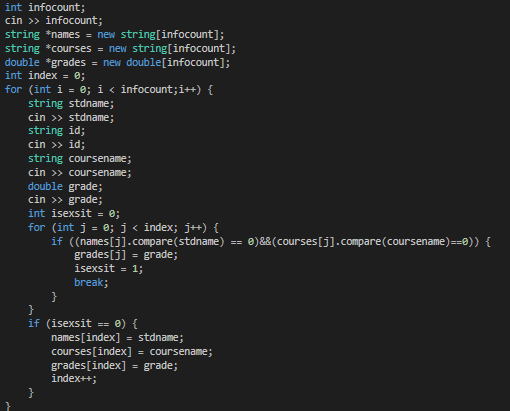 int infocount;
cin >> infocount;
string *names = new string[infocount];
string *courses = new string[infocount];
double *grades = new double[infocount];
int index = 0;
for (int i = 0; i < infocount;i++) {
    string stdname;
    cin >> stdname;
    string id;
    cin >> id;
    string coursename;
    cin >> coursename;
    double grade;
    cin >> grade;
    int isexsit = 0;
    for (int j = 0; j < index; j++) {
        if ((names[j].compare(stdname) == 0)&&(courses[j].compare(coursename)==0)) {
            grades[j] = grade;
            isexsit = 1;
            break;
        }
    }
    if (isexsit == 0) {
        names[index] = stdname;
        courses[index] = coursename;
        grades[index] = grade;
        index++;
    }
}